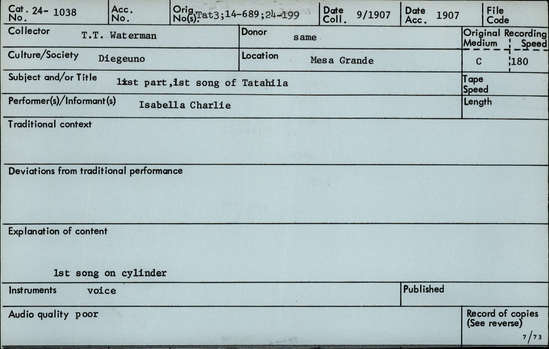 Cat. 24- 1038 Acc. Orig. Tat3;14-689;24-199 Date 9/1907 Date 1907 File
No. No. No(s). Coll. Acc. Code
Collector T.T. Waterman Donor same Original Recording
Medium Speed
Culture/Society Diegeuno Location Mesa Grande C 180
Subject and/or Title 1ist part,1st song of Tatahila Tape
Speed
Performer(s)/Informant(s) Isabella Charlie Length
Traditional context
Deviations from traditional performance
Explanation of content
1st song on cylinder
Instruments voice Published
Audio quality poor Record of copies
(See reverse)
7/73